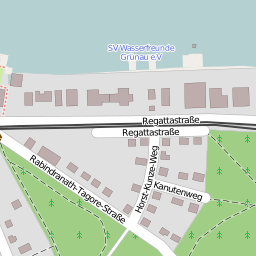 SV Wasserfreunde
Grünau e.V
Regattastraße
Regattastraße
Rabindranath-Tagore-Straße
Horst-Kunze-Weg
Kanutenweg